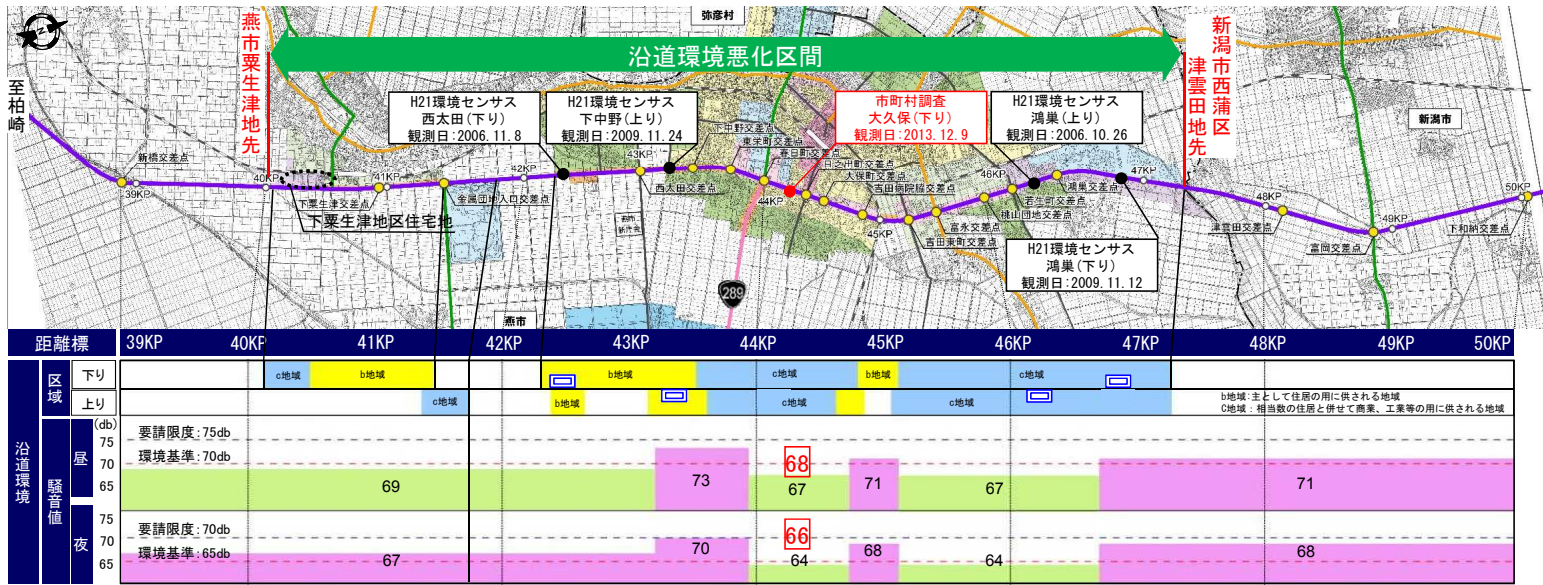 弥彦村
沿道環境悪化区間
燕市粟生津地先
新潟市西蒲区
津雲田地先
至柏崎
新潟市
H21環境センサス
西太田(下り)
観測日:2006.11.8
H21環境センサス
下中野(上り)
観測日:2009.11.24
市町村調査
大久保(下り)
観測日:2013.12.9
H21環境センサス
鴻巣(上り)
観測日:2006.10.26
H21環境センサス
鴻巣(下り)
観測日:2009.11.12
新橋交差点
39KP
40KP
41KP
下粟生津交差点
下粟生津地区住宅地
金属団地入口交差点
42KP
43KP
西太田交差点
下中野交差点
東栄町交差点
春日町交差点
日之出町交差点
大保町交差点
吉田病院脇交差点
44KP
45KP
吉田東町交差点
富永交差点
46KP
桃山団地交差点
若生町交差点
鴻巣交差点
47KP
48KP
津雲田交差点
49KP
富岡交差点
50KP
下和納交差点
289
燕市
距離標
39KP 40KP 41KP 42KP 43KP 44KP 45KP 46KP 47KP 48KP 49KP 50KP
沿道環境
区域
下り
c地域 b地域 b地域 c地域 b地域 c地域
上り
c地域 b地域 c地域 c地域
b地域:主として住居の用に供される地域
C地域:相当数の住居と併せて商業、工業等の用に供される地域
騒音値
昼
(db)
75
70
65
要請限度:75db
環境基準:70db
69 73 68 67 71 67 71
夜
75
70
65
要請限度:70db
環境基準:65db
67 70 66 64 68 64 68